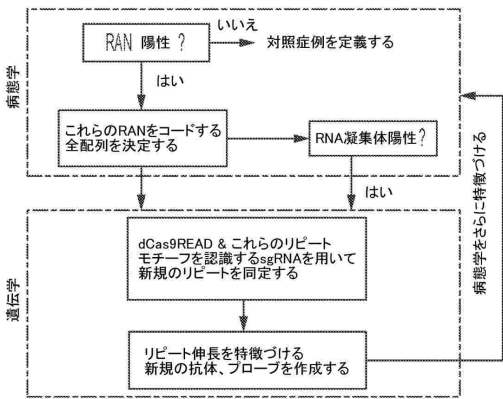 RAN 陽性？
いいえ
対照症例を定義する
はい
病態学
これらのRANをコードする
全配列を決定する
RNA凝集体陽性？
はい
病態学をさらに特徴づける
dCas9READ & これらのリピート
モチーフを認識するsgRNAを用いて
新規のリピートを同定する
遺伝学
リピート伸長を特徴づける
新規の抗体、プローブを作成する